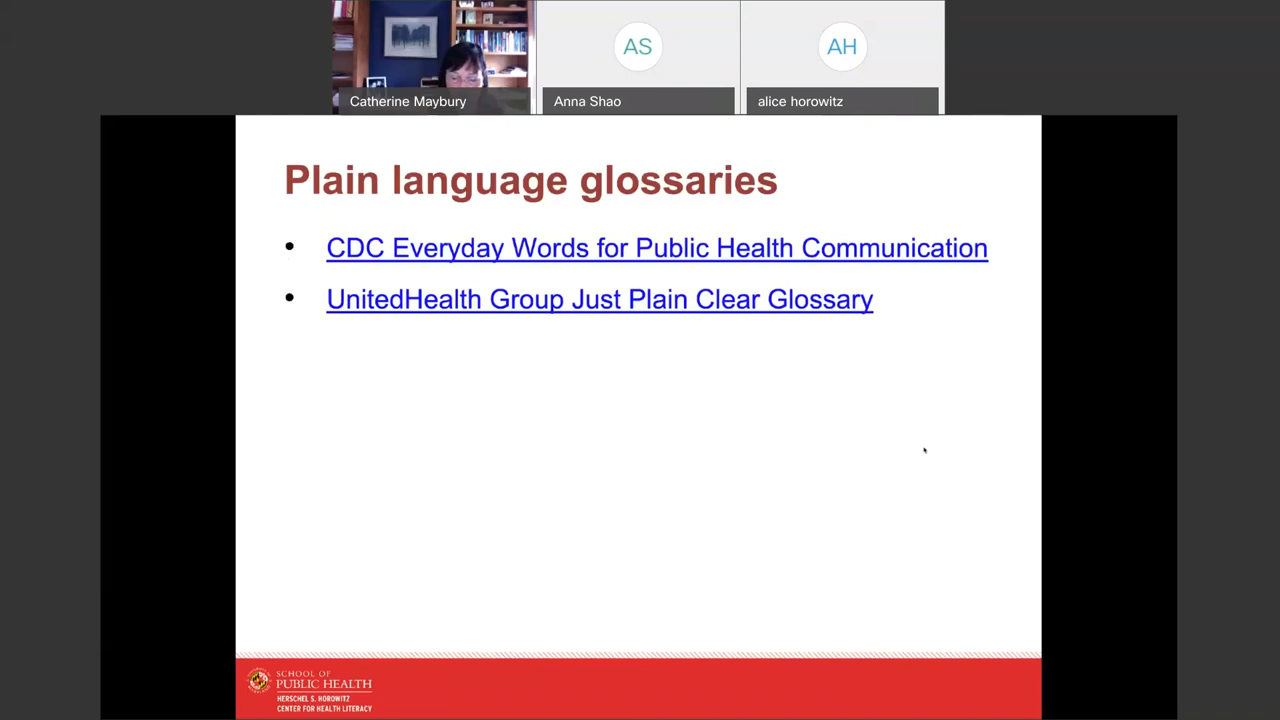 AS
AH
Catherine Maybury
Anna Shao
alice horowitz
Plain language glossaries
• CDC Everyday Words for Public Health Communication
• UnitedHealth Group Just Plain Clear Glossary
SCHOOL OF
PUBLIC HEALTH
HERSCHEL S. HOROWITZ
CENTER FOR HEALTH LITERACY